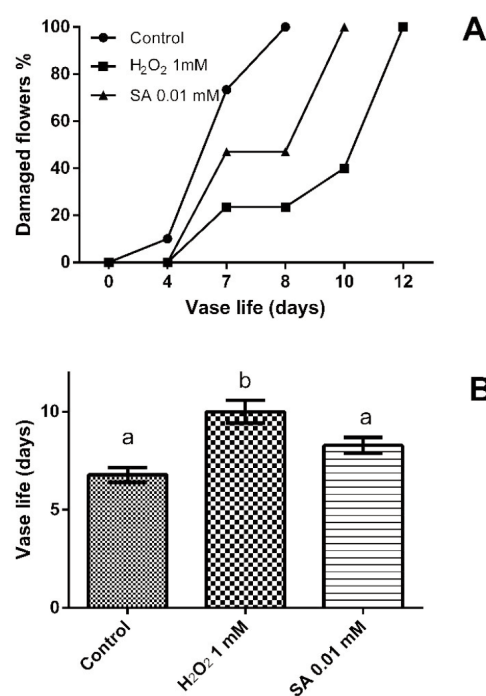 A
Control
H₂O₂ 1mM
SA 0.01 mM
Damaged flowers %
100
80
60
40
20
0
0 4 7 8 10 12
Vase life (days)
B
Vase life (days)
10
5
0
a
b
a
Control
H₂O₂ 1 mM
SA 0.01 mM